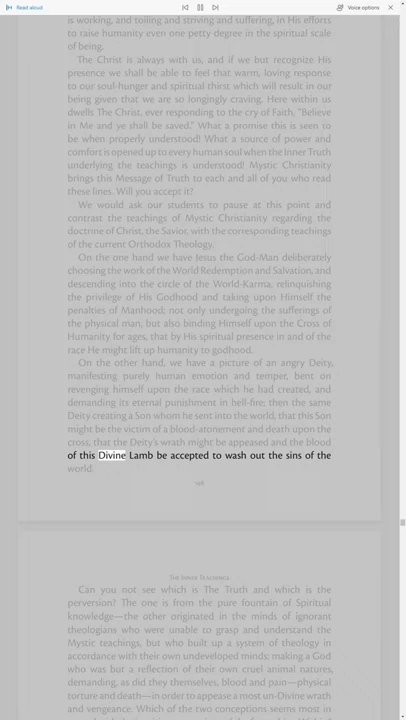 Read aloud
Voice options
is working, and toiling and striving and suffering, in His efforts
to raise humanity even one petty degree in the spiritual scale
of being.
The Christ is always with us, and if we but recognize His
presence we shall be able to feel that warm, loving response
to our soul-hunger and spiritual thirst which will result in our
being given that we are so longingly craving. Here within us
dwells The Christ, ever responding to the cry of Faith, "Believe
in Me and ye shall be saved." What a promise this is seen to
be when properly understood! What a source of power and
comfort is opened up to every human soul when the Inner Truth
underlying the teachings is understood! Mystic Christianity
brings this Message of Truth to each and all of you who read
these lines. Will you accept it?
We would ask our students to pause at this point and
contrast the teachings of Mystic Christianity regarding the
doctrine of Christ, the Savior, with the corresponding teachings
of the current Orthodox Theology.
On the one hand we have Jesus the God-Man deliberately
choosing the work of the World Redemption and Salvation, and
descending into the circle of the World-Karma, relinquishing
the privilege of His Godhood and taking upon Himself the
penalties of Manhood; not only undergoing the sufferings of
the physical man, but also binding Himself upon the Cross of
Humanity for ages, that by His spiritual presence in and of the
race He might lift up humanity to godhood.
On the other hand, we have a picture of an angry Deity,
manifesting purely human emotion and temper, bent on
revenging himself upon the race which he had created, and
demanding its eternal punishment in hell-fire; then the same
Deity creating a Son whom he sent into the world, that this Son
might be the victim of a blood-atonement and death upon the
cross, that the Deity's wrath might be appeased and the blood
of this Divine Lamb be accepted to wash out the sins of the
world.
The Inner Teachings
Can you not see which is The Truth and which is the
perversion? The one is from the pure fountain of Spiritual
knowledge—the other originated in the minds of ignorant
theologians who were unable to grasp and understand the
Mystic teachings, but who built up a system of theology in
accordance with their own undeveloped minds; making a God
who was but a reflection of their own cruel animal natures,
demanding, as did they themselves, blood and pain—physical
torture and death—in order to appease a most un-Divine wrath
and vengeance. Which of the two conceptions seems most in